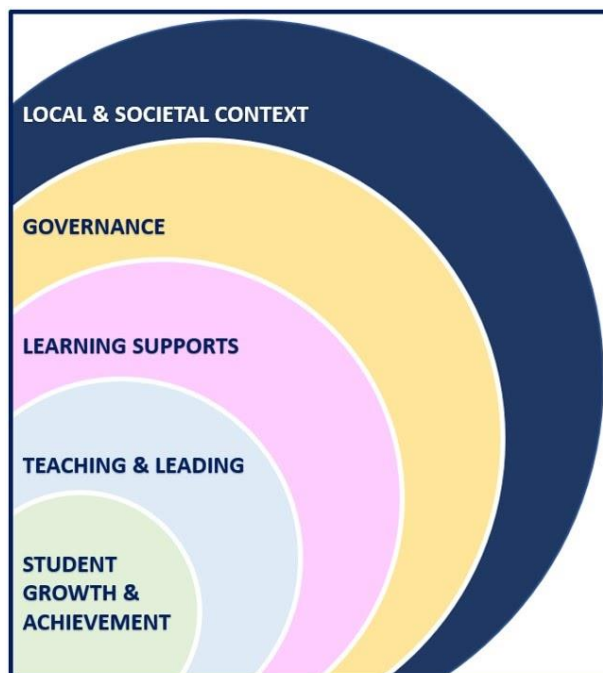 LOCAL & SOCIETAL CONTEXT
GOVERNANCE
LEARNING SUPPORTS
TEACHING & LEADING
STUDENT
GROWTH &
ACHIEVEMENT